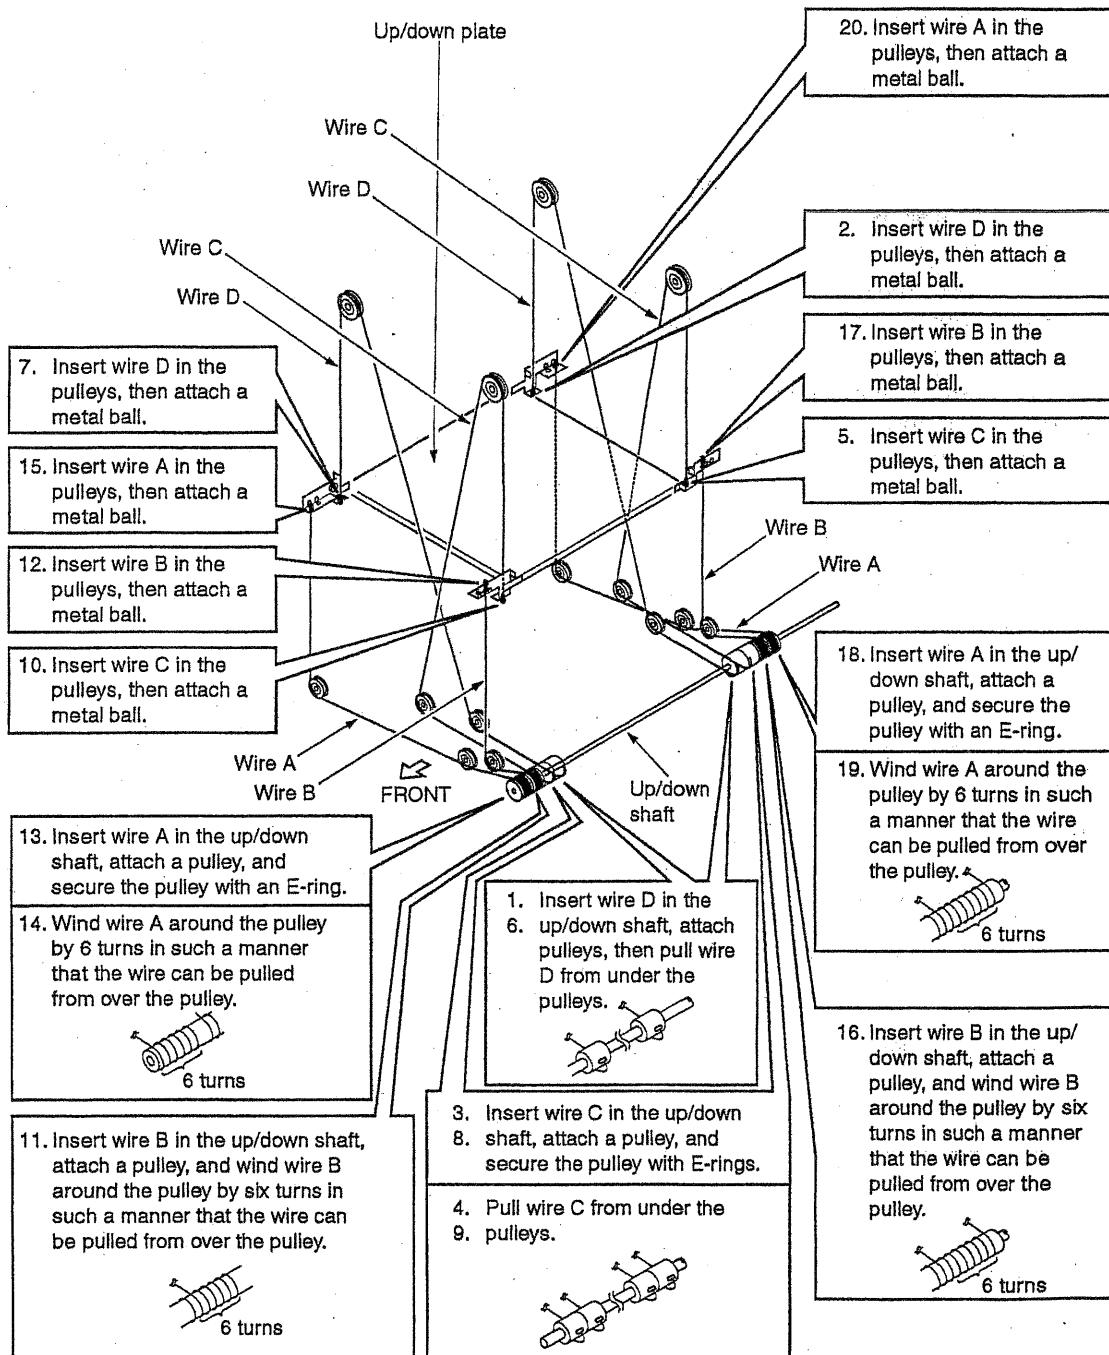 Up/down plate
Wire C
Wire D
Wire C
Wire D
20. Insert wire A in the
pulleys, then attach a
metal ball.
2. Insert wire D in the
pulleys, then attach a
metal ball.
17. Insert wire B in the
pulleys, then attach a
metal ball.
5. Insert wire C in the
pulleys, then attach a
metal ball.
7. Insert wire D in the
pulleys, then attach a
metal ball.
15. Insert wire A in the
pulleys, then attach a
metal ball.
12. Insert wire B in the
pulleys, then attach a
metal ball.
10. Insert wire C in the
pulleys, then attach a
metal ball.
Wire B
Wire A
Wire A
Wire B
FRONT
Up/down
shaft
18. Insert wire A in the up/
down shaft, attach a
pulley, and secure the
pulley with an E-ring.
19. Wind wire A around the
pulley by 6 turns in such
a manner that the wire
can be pulled from over
the pulley.
6 turns
13. Insert wire A in the up/down
shaft, attach a pulley, and
secure the pulley with an E-ring.
14. Wind wire A around the pulley
by 6 turns in such a manner
that the wire can be pulled
from over the pulley.
6 turns
1. Insert wire D in the
6. up/down shaft, attach
pulleys, then pull wire
D from under the
pulleys.
16. Insert wire B in the up/
down shaft, attach a
pulley, and wind wire B
around the pulley by six
turns in such a manner
that the wire can be
pulled from over the
pulley.
6 turns
11. Insert wire B in the up/down shaft,
attach a pulley, and wind wire B
around the pulley by six turns in
such a manner that the wire can
be pulled from over the pulley.
6 turns
3. Insert wire C in the up/down
8. shaft, attach a pulley, and
secure the pulley with E-rings.
4. Pull wire C from under the
9. pulleys.